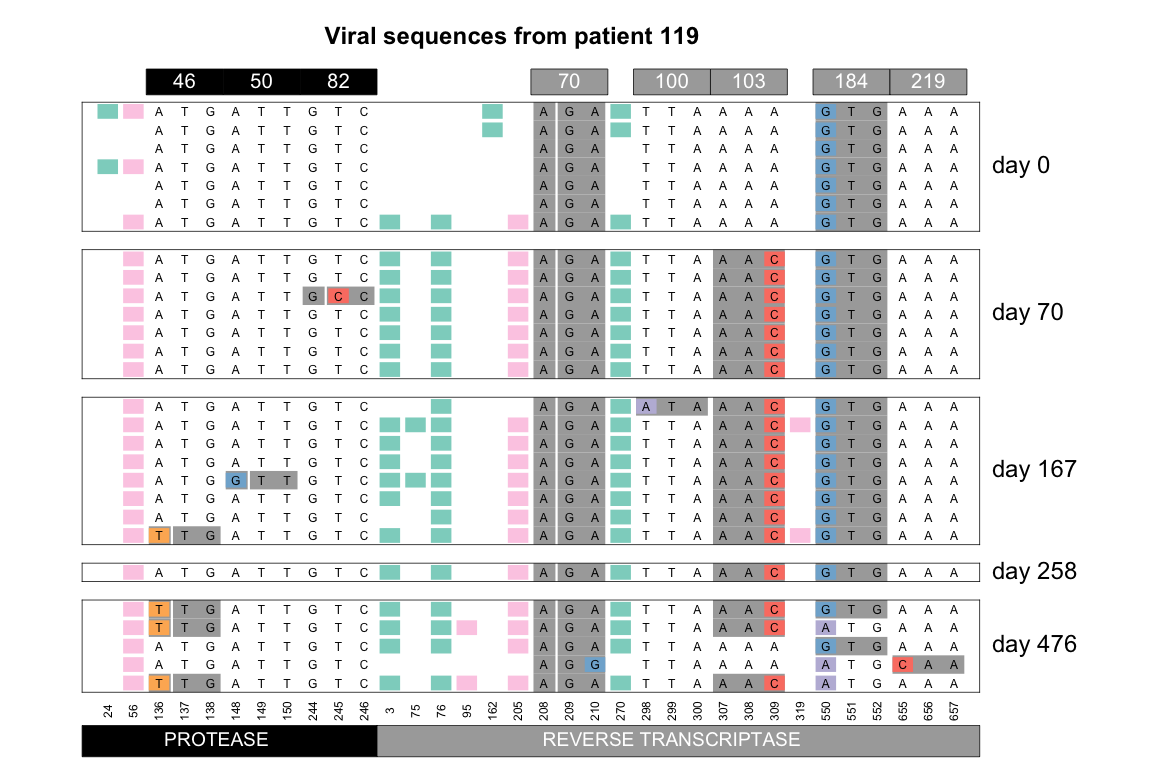 Viral sequences from patient 119
46 50 82 70 100 103 184 219
A T G A T T G T C A G A T T A A A A G T G A A A
A T G A T T G T C A G A T T A A A A G T G A A A
A T G A T T G T C A G A T T A A A A G T G A A A
A T G A T T G T C A G A T T A A A A G T G A A A
day 0
A T G A T T G T C A G A T T A A A A G T G A A A
A T G A T T G T C A G A T T A A A A G T G A A A
A T G A T T G T C A G A T T A A A A G T G A A A
A T G A T T G T C A G A T T A A A C G T G A A A
A T G A T T G T C A G A T T A A A C G T G A A A
A T G A T T G C C A G A T T A A A C G T G A A A
A T G A T T G T C A G A T T A A A C G T G A A A
day 70
A T G A T T G T C A G A T T A A A C G T G A A A
A T G A T T G T C A G A T T A A A C G T G A A A
A T G A T T G T C A G A T T A A A C G T G A A A
A T G A T T G T C A G A A T A A A C G T G A A A
A T G A T T G T C A G A T T A A A C G T G A A A
A T G A T T G T C A G A T T A A A C G T G A A A
A T G A T T G T C A G A T T A A A C G T G A A A
day 167
A T G G T T G T C A G A T T A A A C G T G A A A
A T G A T T G T C A G A T T A A A C G T G A A A
A T G A T T G T C A G A T T A A A C G T G A A A
T T G A T T G T C A G A T T A A A C G T G A A A
A T G A T T G T C A G A T T A A A C G T G A A A day 258
T T G A T T G T C A G A T T A A A C G T G A A A
T T G A T T G T C A G A T T A A A C A T G A A A
A T G A T T G T C A G A T T A A A A G T G A A A
day 476
A T G A T T G T C A G G T T A A A A A T G C A A
T T G A T T G T C A G A T T A A A C A T G A A A
24 56 136 137 138 148 149 150 244 245 246 3 75 76 95 162 205 208 209 210 270 298 299 300 307 308 309 319 550 551 552 655 656 657
PROTEASE REVERSE TRANSCRIPTASE